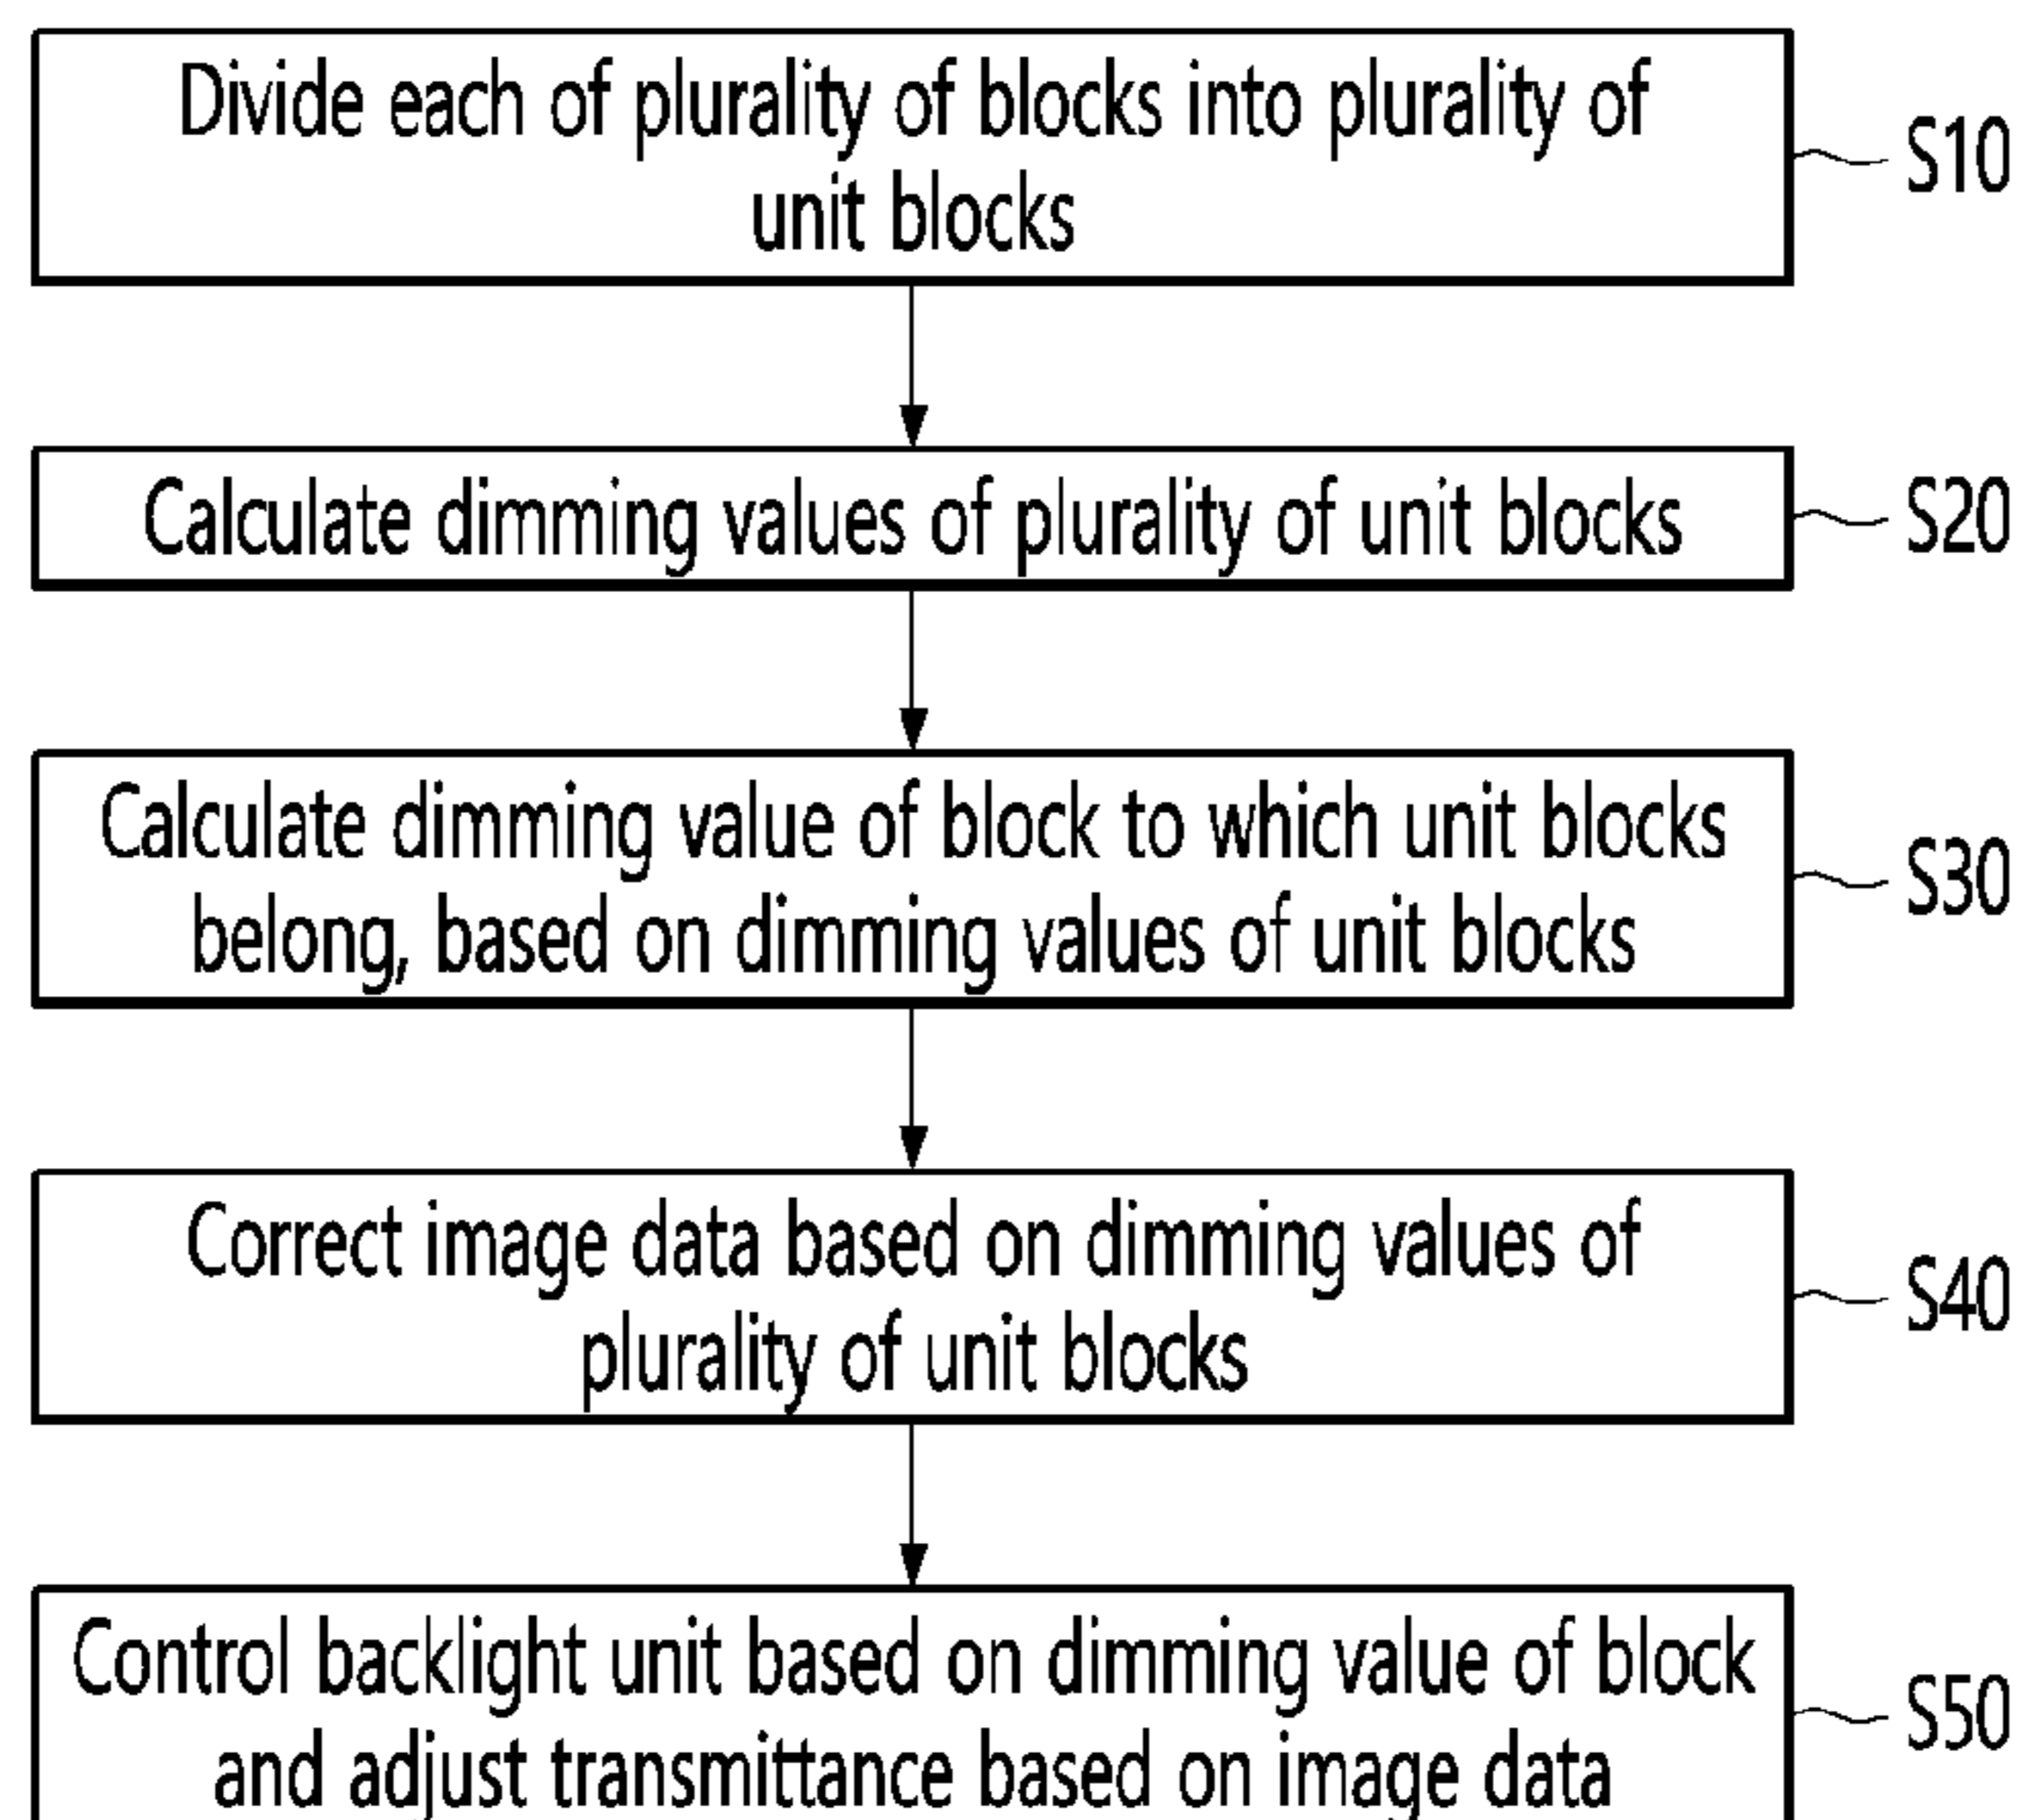 Divide each of plurality of blocks into plurality of
unit blocks
S10
Calculate dimming values of plurality of unit blocks
S20
Calculate dimming value of block to which unit blocks
belong, based on dimming values of unit blocks
S30
Correct image data based on dimming values of
plurality of unit blocks
S40
Control backlight unit based on dimming value of block
and adjust transmittance based on image data
S50